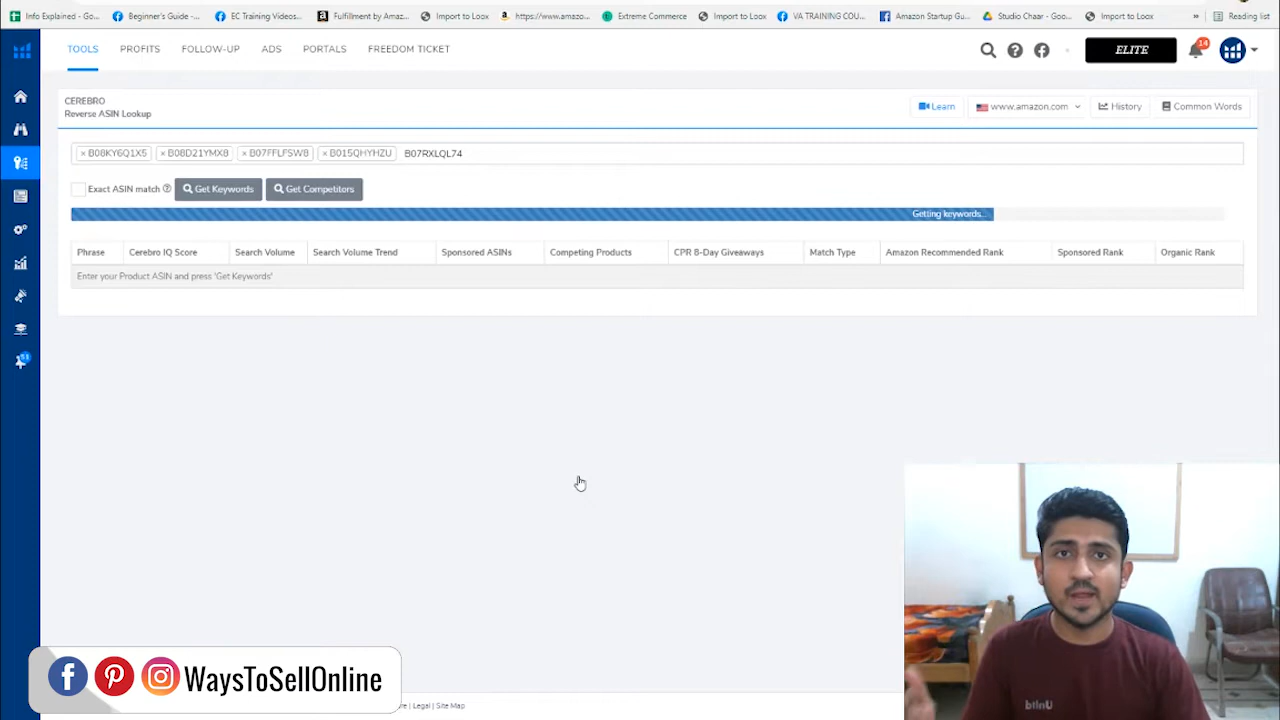 Info Explained - G... Beginner's Guide -... EC Training Videos... Fulfillment by Amaz... Import to Loox https://www.amazo... Extreme Commerce Import to Loox VA TRAINING COU... Amazon Startup Gu... Studio Chaar - Goo... Import to Loox » Reading list
TOOLS PROFITS FOLLOW-UP ADS PORTALS FREEDOM TICKET ELITE 14
CEREBRO
Reverse ASIN Lookup
Learn www.amazon.com History Common Words
× B08KY6Q1X5 × B08D21YMX8 × B07FFLFSW8 × B015QHYHZU B07RXLQL74
Exact ASIN match Get Keywords Get Competitors
Getting keywords...
Phrase Cerebro IQ Score Search Volume Search Volume Trend Sponsored ASINs Competing Products CPR 8-Day Giveaways Match Type Amazon Recommended Rank Sponsored Rank Organic Rank
Enter your Product ASIN and press 'Get Keywords'
51
WaysToSellOnline
| Legal | Site Map